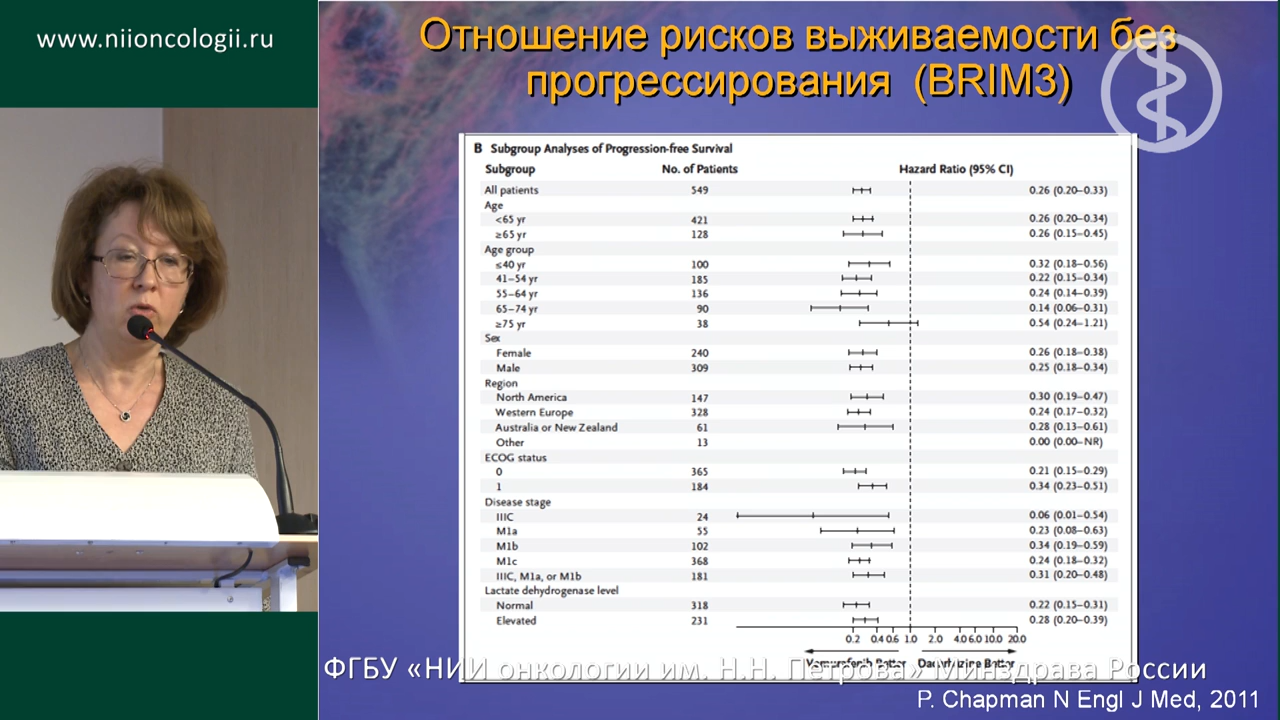 www.niioncologii.ru
Отношение рисков выживаемости без
прогрессирования (BRIM3)
B Subgroup Analyses of Progression-free Survival
Subgroup No. of Patients Hazard Ratio (95% CI)
All patients 549 0.26 (0.20–0.33)
Age
<65 yr 421 0.26 (0.20–0.34)
≥65 yr 128 0.26 (0.15–0.45)
Age group
≤40 yr 100 0.32 (0.18–0.56)
41–54 yr 185 0.22 (0.15–0.34)
55–64 yr 136 0.24 (0.14–0.39)
65–74 yr 90 0.14 (0.06–0.31)
≥75 yr 38 0.54 (0.24–1.21)
Sex
Female 240 0.26 (0.18–0.38)
Male 309 0.25 (0.18–0.34)
Region
North America 147 0.30 (0.19–0.47)
Western Europe 328 0.24 (0.17–0.32)
Australia or New Zealand 61 0.28 (0.13–0.61)
Other 13 0.00 (0.00–NR)
ECOG status
0 365 0.21 (0.15–0.29)
1 184 0.34 (0.23–0.51)
Disease stage
IIIC 24 0.06 (0.01–0.54)
M1a 55 0.23 (0.08–0.63)
M1b 102 0.34 (0.19–0.59)
M1c 368 0.24 (0.18–0.32)
IIIC, M1a, or M1b 181 0.31 (0.20–0.48)
Lactate dehydrogenase level
Normal 318 0.22 (0.15–0.31)
Elevated 231 0.28 (0.20–0.39)
0.2 0.4 0.6 1.0 2.0 4.0 6.0 10.0 20.0
Vemurafenib Better Dacarbazine Better
ФГБУ «НИИ онкологии им. Н.Н. Петрова» Минздрава России
P. Chapman N Engl J Med, 2011